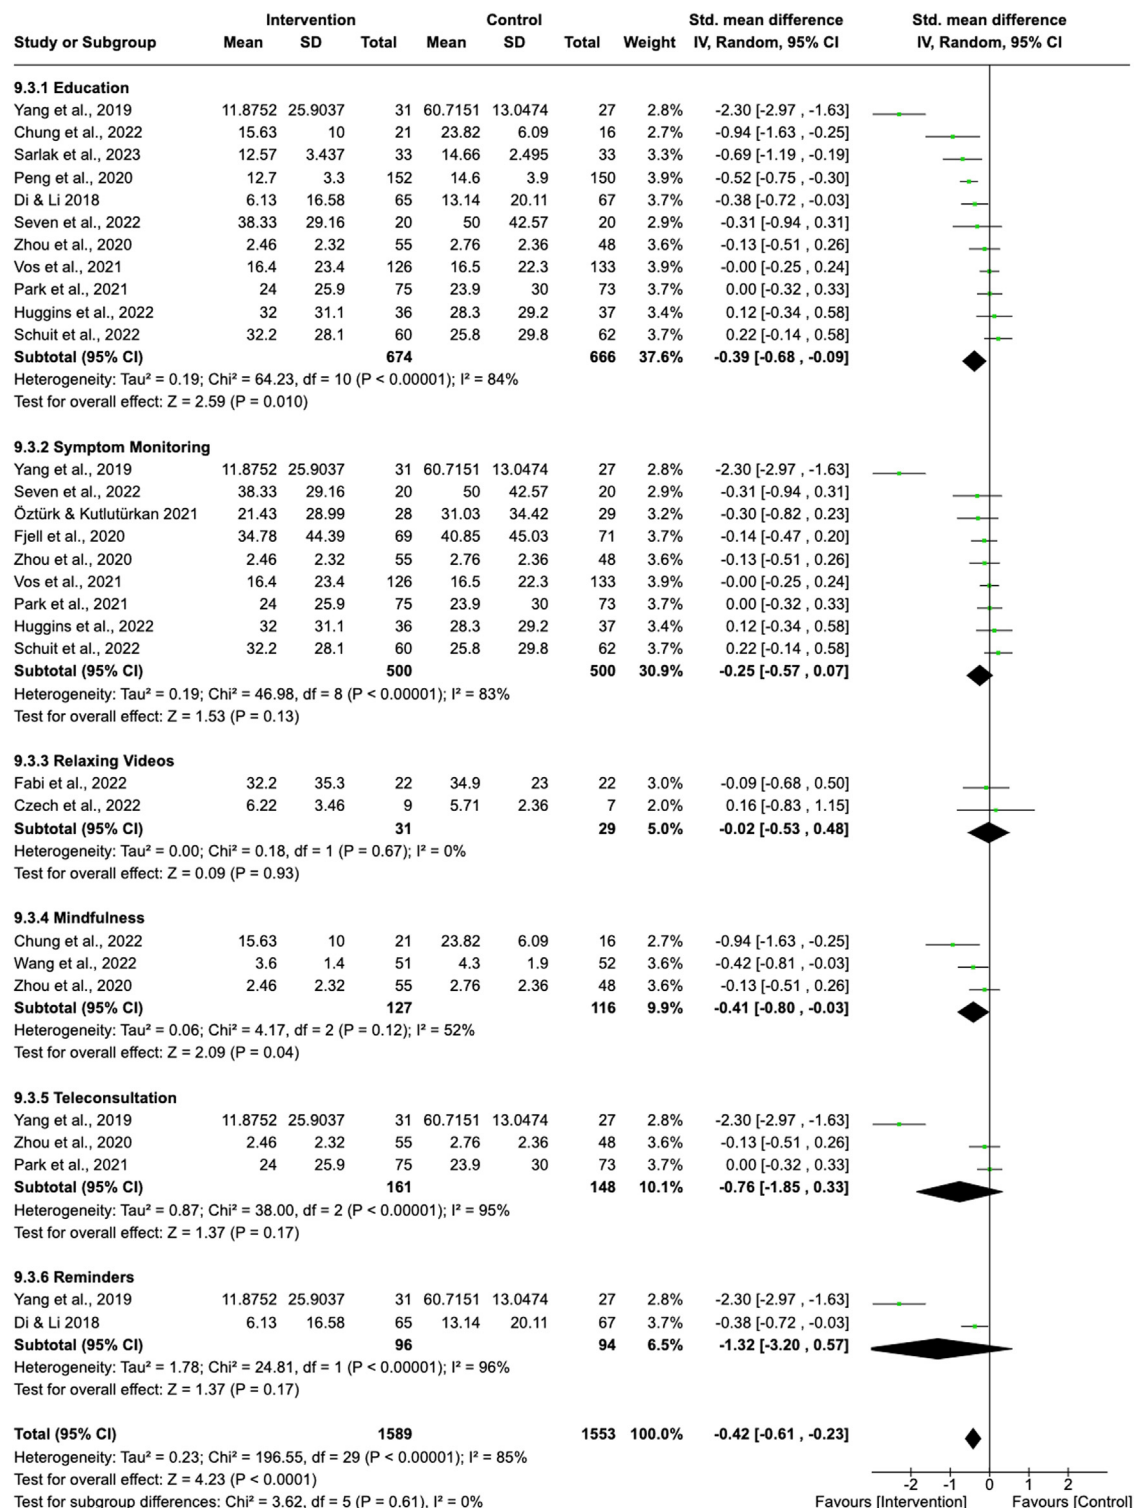 Intervention Control Std. mean difference Std. mean difference
Study or Subgroup Mean SD Total Mean SD Total Weight IV, Random, 95% CI IV, Random, 95% CI
9.3.1 Education
Yang et al., 2019 11.8752 25.9037 31 60.7151 13.0474 27 2.8% -2.30 [-2.97 , -1.63]
Chung et al., 2022 15.63 10 21 23.82 6.09 16 2.7% -0.94 [-1.63 , -0.25]
Sarlak et al., 2023 12.57 3.437 33 14.66 2.495 33 3.3% -0.69 [-1.19 , -0.19]
Peng et al., 2020 12.7 3.3 152 14.6 3.9 150 3.9% -0.52 [-0.75 , -0.30]
Di & Li 2018 6.13 16.58 65 13.14 20.11 67 3.7% -0.38 [-0.72 , -0.03]
Seven et al., 2022 38.33 29.16 20 50 42.57 20 2.9% -0.31 [-0.94 , 0.31]
Zhou et al., 2020 2.46 2.32 55 2.76 2.36 48 3.6% -0.13 [-0.51 , 0.26]
Vos et al., 2021 16.4 23.4 126 16.5 22.3 133 3.9% -0.00 [-0.25 , 0.24]
Park et al., 2021 24 25.9 75 23.9 30 73 3.7% 0.00 [-0.32 , 0.33]
Huggins et al., 2022 32 31.1 36 28.3 29.2 37 3.4% 0.12 [-0.34 , 0.58]
Schuit et al., 2022 32.2 28.1 60 25.8 29.8 62 3.7% 0.22 [-0.14 , 0.58]
Subtotal (95% CI) 674 666 37.6% -0.39 [-0.68 , -0.09]
Heterogeneity: Tau² = 0.19; Chi² = 64.23, df = 10 (P < 0.00001); I² = 84%
Test for overall effect: Z = 2.59 (P = 0.010)
9.3.2 Symptom Monitoring
Yang et al., 2019 11.8752 25.9037 31 60.7151 13.0474 27 2.8% -2.30 [-2.97 , -1.63]
Seven et al., 2022 38.33 29.16 20 50 42.57 20 2.9% -0.31 [-0.94 , 0.31]
Öztürk & Kutlutürkan 2021 21.43 28.99 28 31.03 34.42 29 3.2% -0.30 [-0.82 , 0.23]
Fjell et al., 2020 34.78 44.39 69 40.85 45.03 71 3.7% -0.14 [-0.47 , 0.20]
Zhou et al., 2020 2.46 2.32 55 2.76 2.36 48 3.6% -0.13 [-0.51 , 0.26]
Vos et al., 2021 16.4 23.4 126 16.5 22.3 133 3.9% -0.00 [-0.25 , 0.24]
Park et al., 2021 24 25.9 75 23.9 30 73 3.7% 0.00 [-0.32 , 0.33]
Huggins et al., 2022 32 31.1 36 28.3 29.2 37 3.4% 0.12 [-0.34 , 0.58]
Schuit et al., 2022 32.2 28.1 60 25.8 29.8 62 3.7% 0.22 [-0.14 , 0.58]
Subtotal (95% CI) 500 500 30.9% -0.25 [-0.57 , 0.07]
Heterogeneity: Tau² = 0.19; Chi² = 46.98, df = 8 (P < 0.00001); I² = 83%
Test for overall effect: Z = 1.53 (P = 0.13)
9.3.3 Relaxing Videos
Fabi et al., 2022 32.2 35.3 22 34.9 23 22 3.0% -0.09 [-0.68 , 0.50]
Czech et al., 2022 6.22 3.46 9 5.71 2.36 7 2.0% 0.16 [-0.83 , 1.15]
Subtotal (95% CI) 31 29 5.0% -0.02 [-0.53 , 0.48]
Heterogeneity: Tau² = 0.00; Chi² = 0.18, df = 1 (P = 0.67); I² = 0%
Test for overall effect: Z = 0.09 (P = 0.93)
9.3.4 Mindfulness
Chung et al., 2022 15.63 10 21 23.82 6.09 16 2.7% -0.94 [-1.63 , -0.25]
Wang et al., 2022 3.6 1.4 51 4.3 1.9 52 3.6% -0.42 [-0.81 , -0.03]
Zhou et al., 2020 2.46 2.32 55 2.76 2.36 48 3.6% -0.13 [-0.51 , 0.26]
Subtotal (95% CI) 127 116 9.9% -0.41 [-0.80 , -0.03]
Heterogeneity: Tau² = 0.06; Chi² = 4.17, df = 2 (P = 0.12); I² = 52%
Test for overall effect: Z = 2.09 (P = 0.04)
9.3.5 Teleconsultation
Yang et al., 2019 11.8752 25.9037 31 60.7151 13.0474 27 2.8% -2.30 [-2.97 , -1.63]
Zhou et al., 2020 2.46 2.32 55 2.76 2.36 48 3.6% -0.13 [-0.51 , 0.26]
Park et al., 2021 24 25.9 75 23.9 30 73 3.7% 0.00 [-0.32 , 0.33]
Subtotal (95% CI) 161 148 10.1% -0.76 [-1.85 , 0.33]
Heterogeneity: Tau² = 0.87; Chi² = 38.00, df = 2 (P < 0.00001); I² = 95%
Test for overall effect: Z = 1.37 (P = 0.17)
9.3.6 Reminders
Yang et al., 2019 11.8752 25.9037 31 60.7151 13.0474 27 2.8% -2.30 [-2.97 , -1.63]
Di & Li 2018 6.13 16.58 65 13.14 20.11 67 3.7% -0.38 [-0.72 , -0.03]
Subtotal (95% CI) 96 94 6.5% -1.32 [-3.20 , 0.57]
Heterogeneity: Tau² = 1.78; Chi² = 24.81, df = 1 (P < 0.00001); I² = 96%
Test for overall effect: Z = 1.37 (P = 0.17)
Total (95% CI) 1589 1553 100.0% -0.42 [-0.61 , -0.23]
Heterogeneity: Tau² = 0.23; Chi² = 196.55, df = 29 (P < 0.00001); I² = 85%
Test for overall effect: Z = 4.23 (P < 0.0001) -2 -1 0 1 2
Test for subgroup differences: Chi² = 3.62, df = 5 (P = 0.61), I² = 0% Favours [Intervention] Favours [Control]